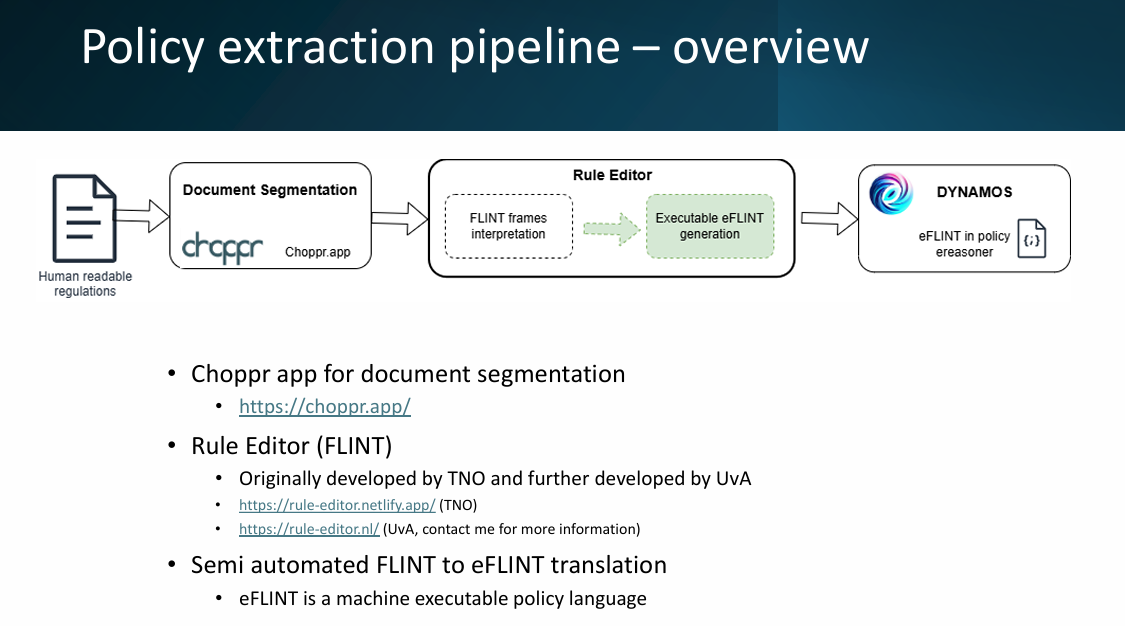 Policy extraction pipeline – overview
Human readable
regulations
Document Segmentation
choppr
Choppr.app
Rule Editor
FLINT frames
interpretation
Executable eFLINT
generation
DYNAMOS
eFLINT in policy
ereasoner
{;}
• Choppr app for document segmentation
• https://choppr.app/
• Rule Editor (FLINT)
• Originally developed by TNO and further developed by UvA
• https://rule-editor.netlify.app/ (TNO)
• https://rule-editor.nl/ (UvA, contact me for more information)
• Semi automated FLINT to eFLINT translation
• eFLINT is a machine executable policy language